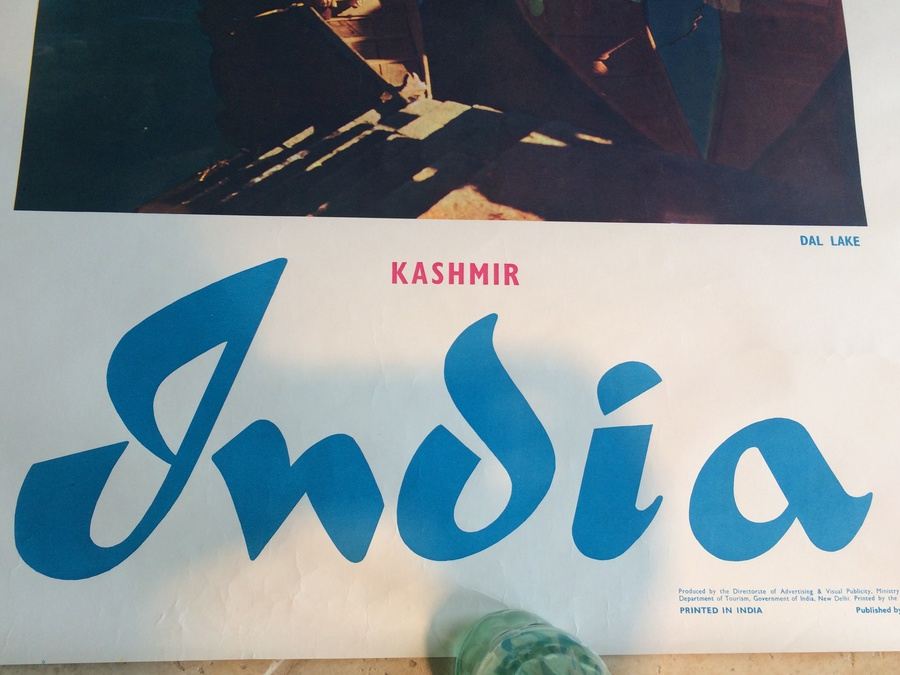 DAL LAKE
KASHMIR
India
Produced by the Directorate of Advertising & Visual Publicity, Ministry
Department of Tourism, Government of India, New Delhi. Printed by the
PRINTED IN INDIA
Published by